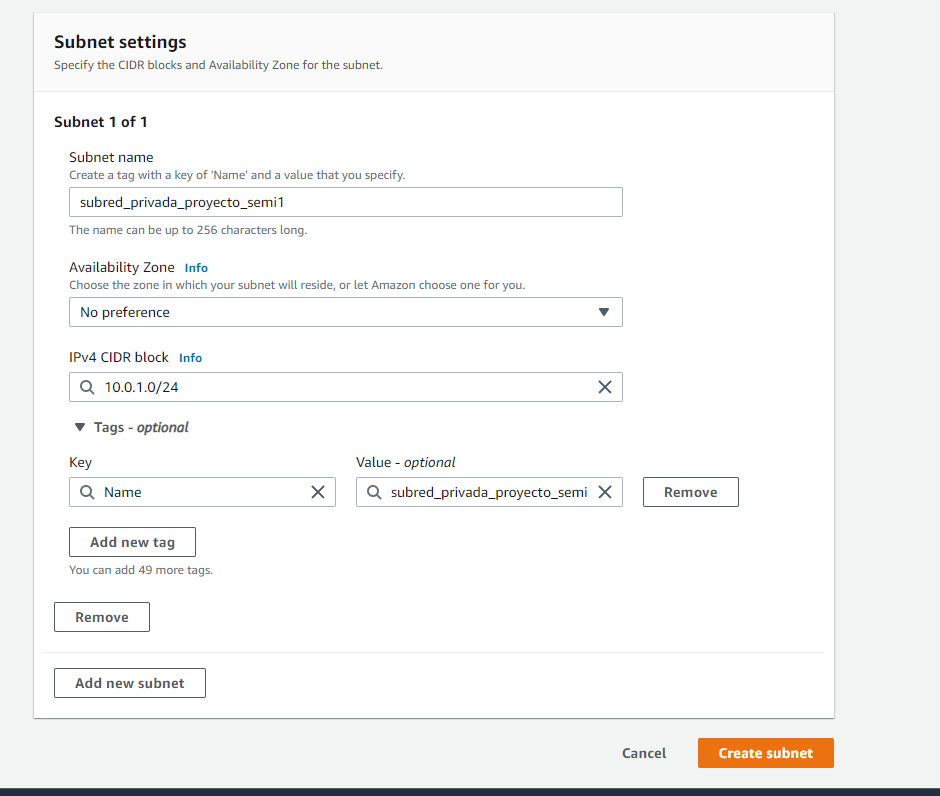 Subnet settings
Specify the CIDR blocks and Availability Zone for the subnet.
Subnet 1 of 1
Subnet name
Create a tag with a key of 'Name' and a value that you specify.
subred_privada_proyecto_semi1
The name can be up to 256 characters long.
Availability Zone Info
Choose the zone in which your subnet will reside, or let Amazon choose one for you.
No preference
IPv4 CIDR block Info
10.0.1.0/24
Tags - optional
Key Value - optional
Name subred_privada_proyecto_semi Remove
Add new tag
You can add 49 more tags.
Remove
Add new subnet
Cancel Create subnet